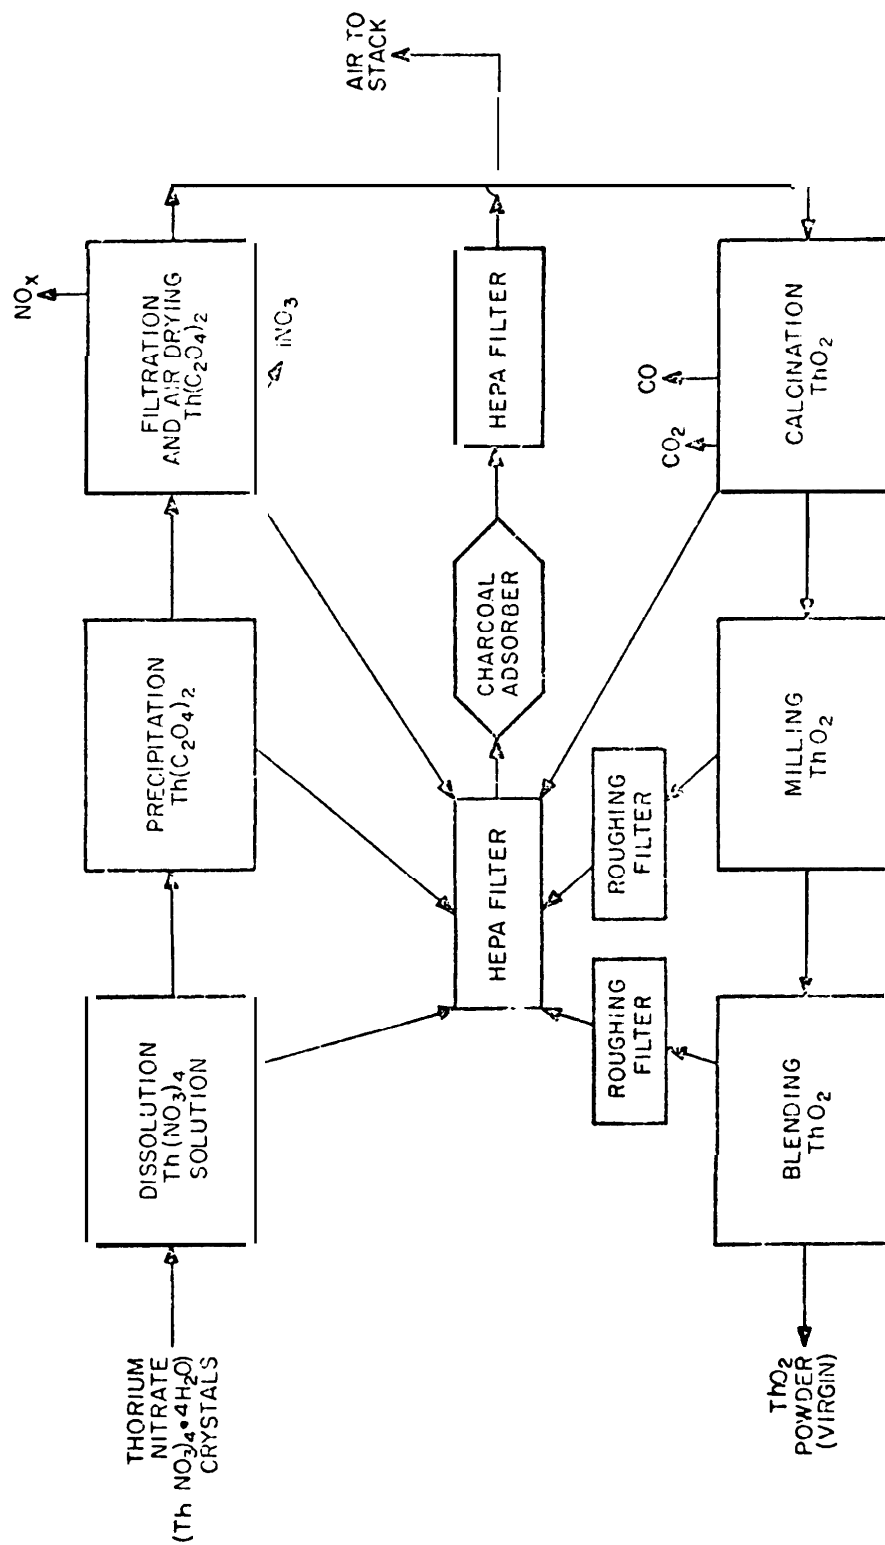 THORIUM
NITRATE
(Th NO₃)₄•4H₂O)
CRYSTALS
DISSOLUTION
Th(NO₃)₄
SOLUTION
PRECIPITATION
Th(C₂O₄)₂
FILTRATION
AND AIR DRYING
Th(C₂O₄)₂
NOx
NO₃
AIR TO
STACK
HEPA FILTER
CHARCOAL
ADSORBER
HEPA FILTER
ROUGHING
FILTER
ROUGHING
FILTER
CO₂
CO
CALCINATION
ThO₂
MILLING
ThO₂
BLENDING
ThO₂
ThO₂
POWDER
(VIRGIN)